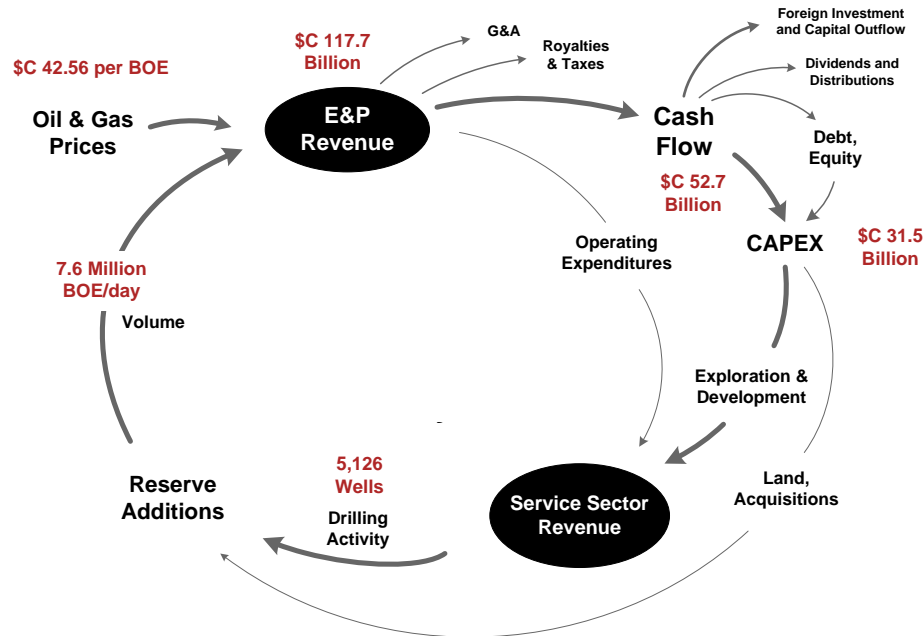 Foreign Investment
and Capital Outflow
G&A
$C 117.7
Billion
Royalties
& Taxes
$C 42.56 per BOE
Dividends and
Distributions
Oil & Gas
Prices
E&P
Revenue
Cash
Flow
Debt,
Equity
$C 52.7
Billion
CAPEX
$C 31.5
Billion
Operating
Expenditures
7.6 Million
BOE/day
Volume
Exploration &
Development
5,126
Wells
Reserve
Additions
Drilling
Activity
Service Sector
Revenue
Land,
Acquisitions